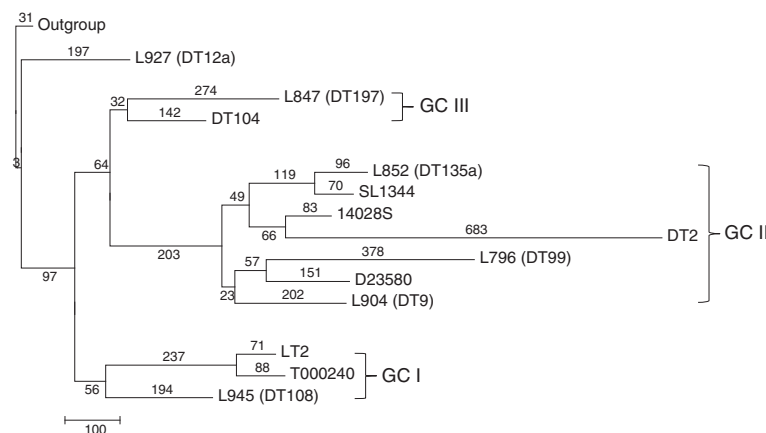 31
Outgroup
197
L927 (DT12a)
274
32
L847 (DT197)
GC III
142
DT104
3
64
96
119
L852 (DT135a)
70
SL1344
49
83
14028S
66
683
DT2
GC II
203
378
57
L796 (DT99)
151
D23580
97
23
202
L904 (DT9)
71
237
LT2
88
T000240
GC I
56
194
L945 (DT108)
100